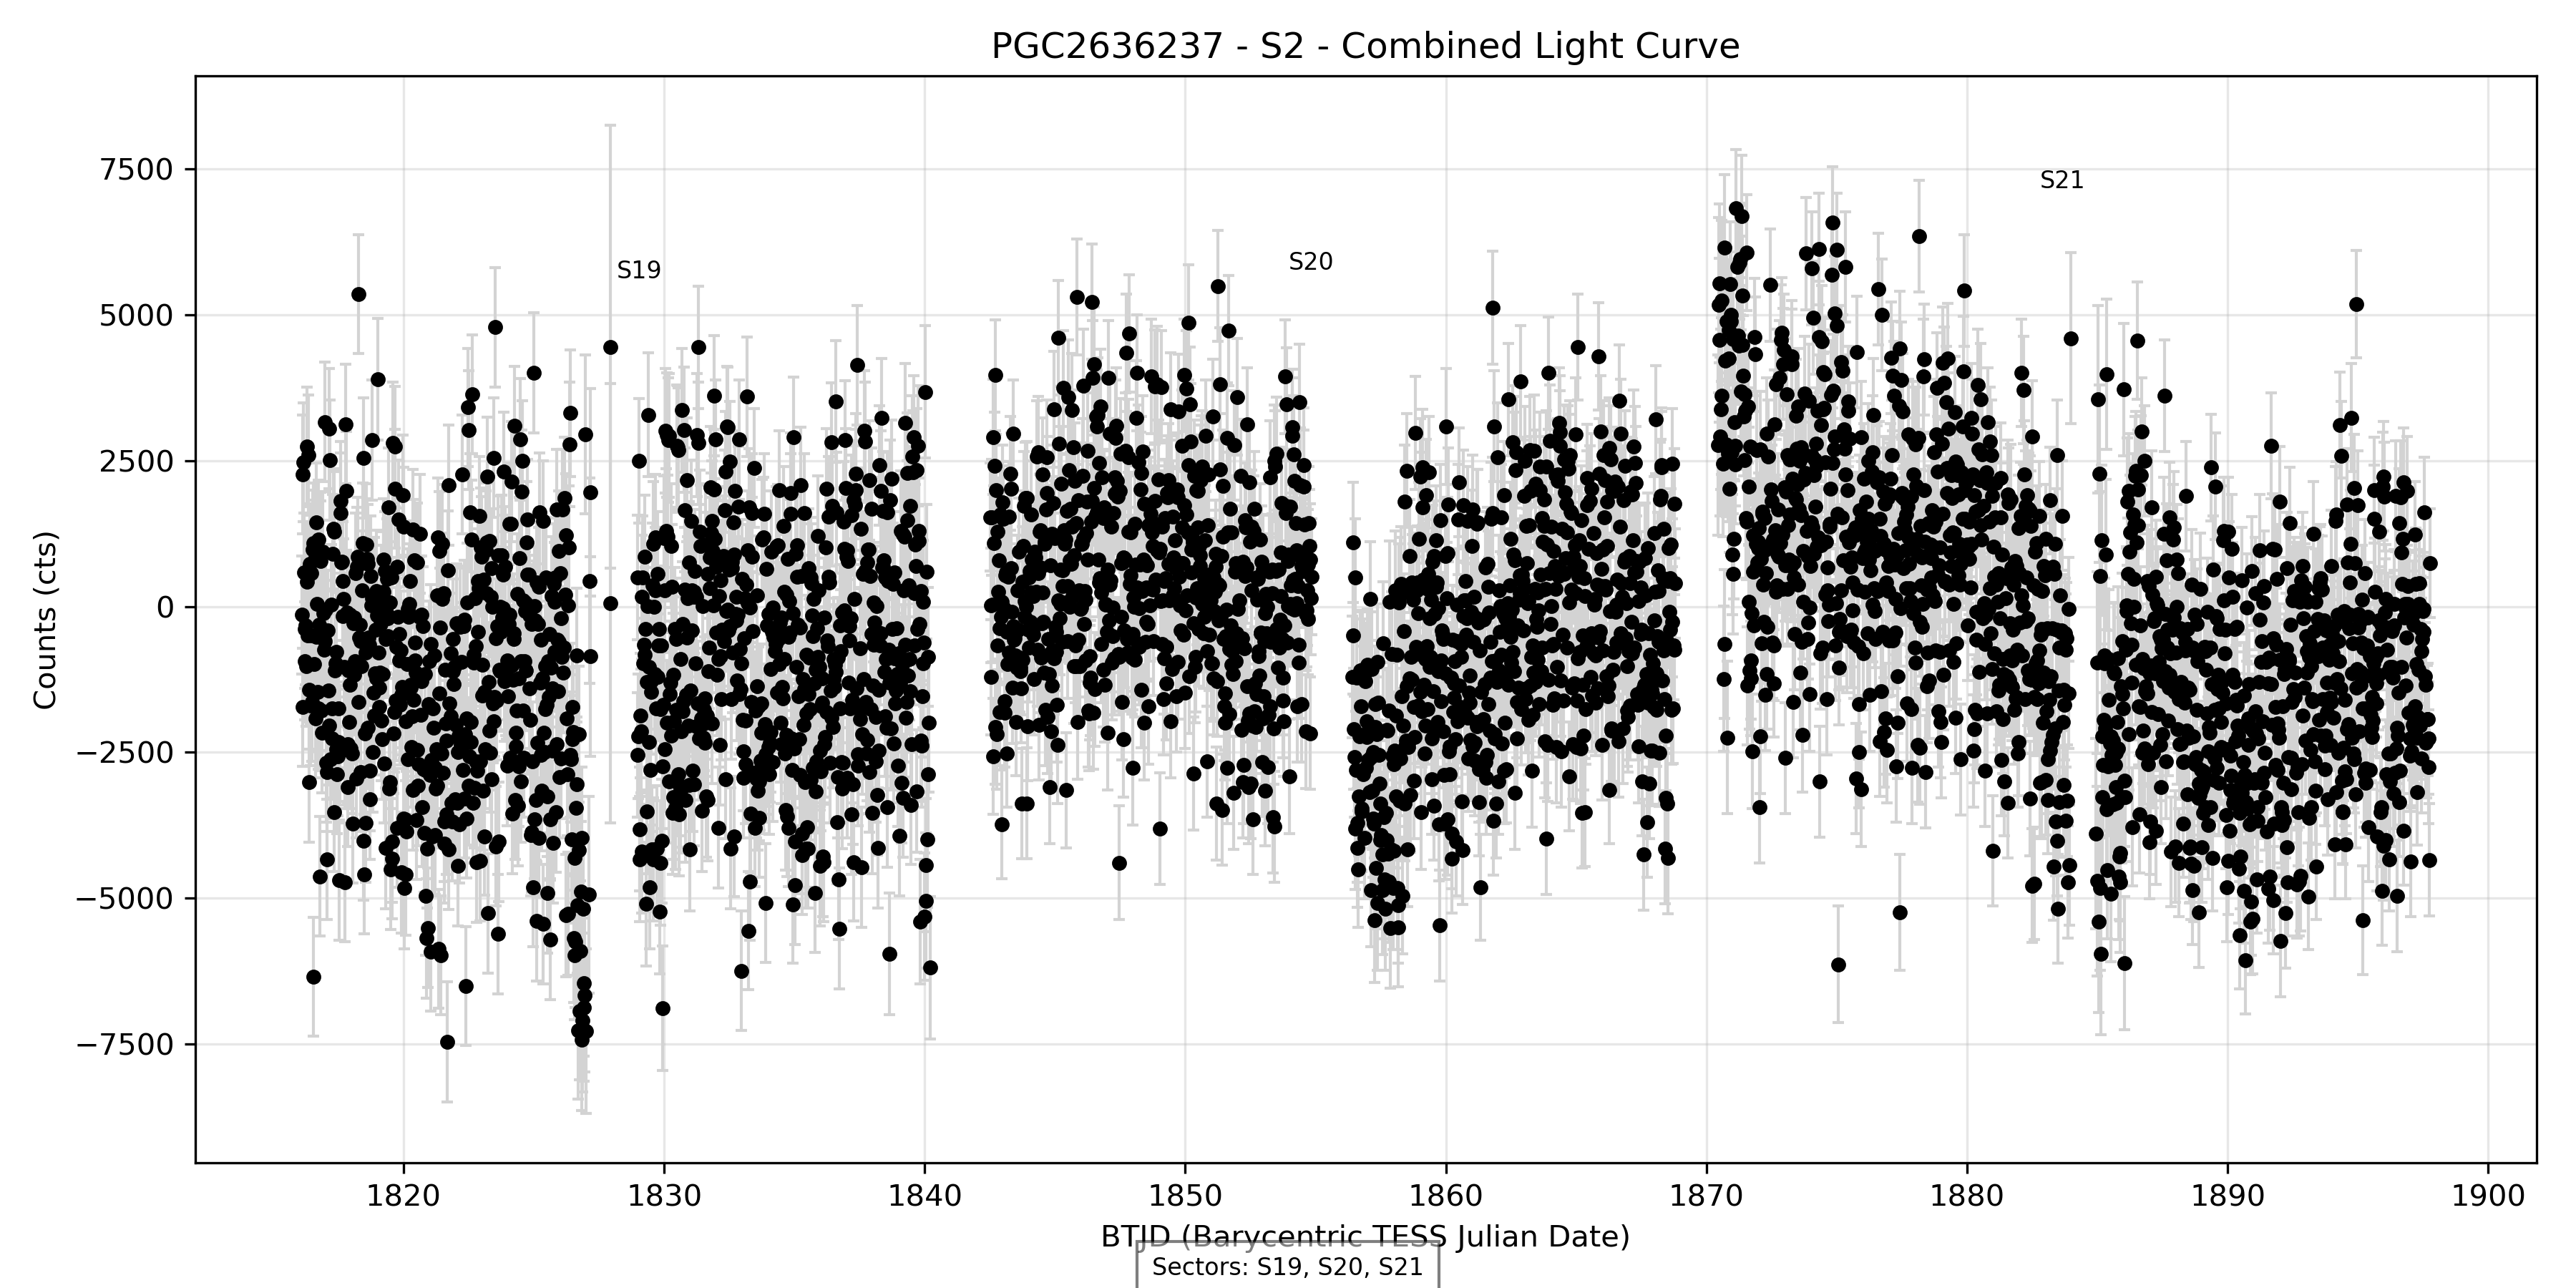 PGC2636237 - S2 - Combined Light Curve
Counts (cts)
7500
5000
2500
0
−2500
−5000
−7500
S19
S20
S21
1820
1830
1840
1850
1860
1870
1880
1890
1900
BTJD (Barycentric TESS Julian Date)
Sectors: S19, S20, S21